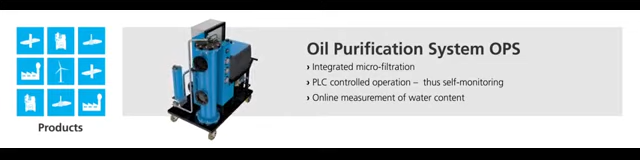 Oil Purification System OPS
› Integrated micro-filtration
› PLC controlled operation – thus self-monitoring
› Online measurement of water content
Products